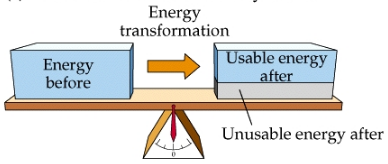 Energy
transformation
Energy
before
Usable energy
after
Unusable energy after
0